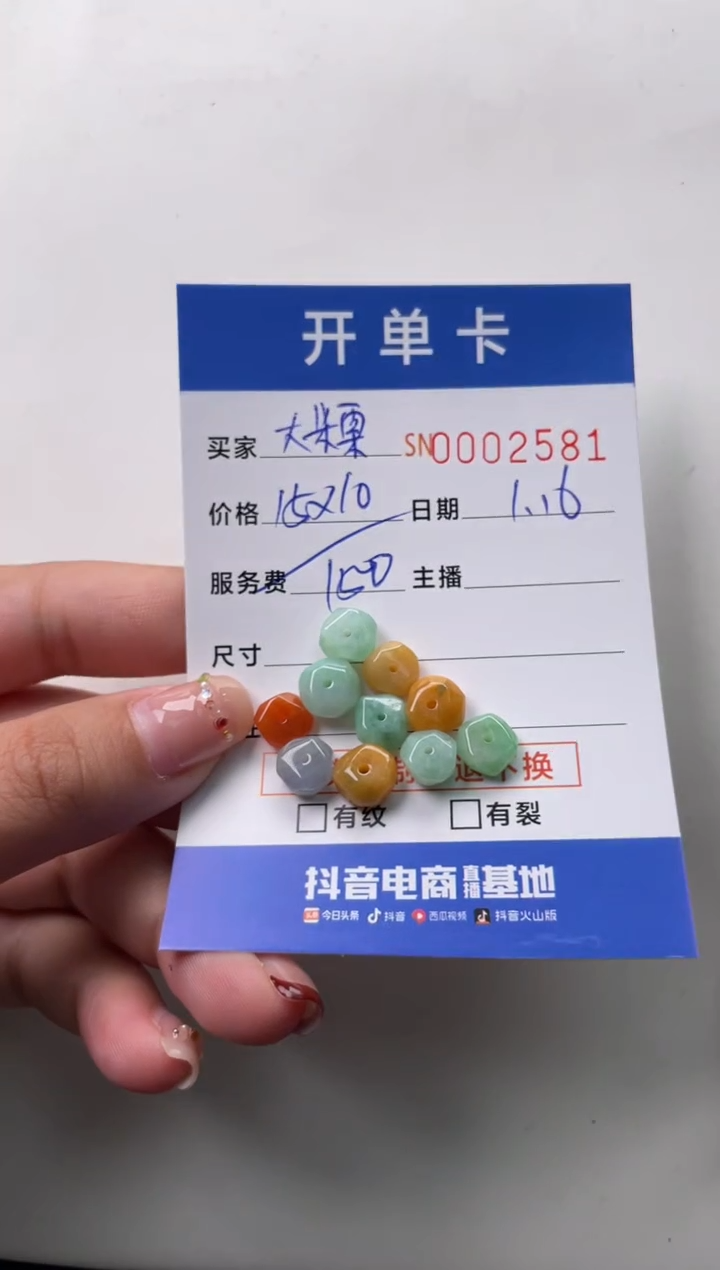 开单卡
买家 大米栗 SN0002581
价格 15x10 日期 1.16
服务费 150 主播
尺寸
退不换
有纹 有裂
抖音电商直播基地
今日头条 抖音 西瓜视频 抖音火山版